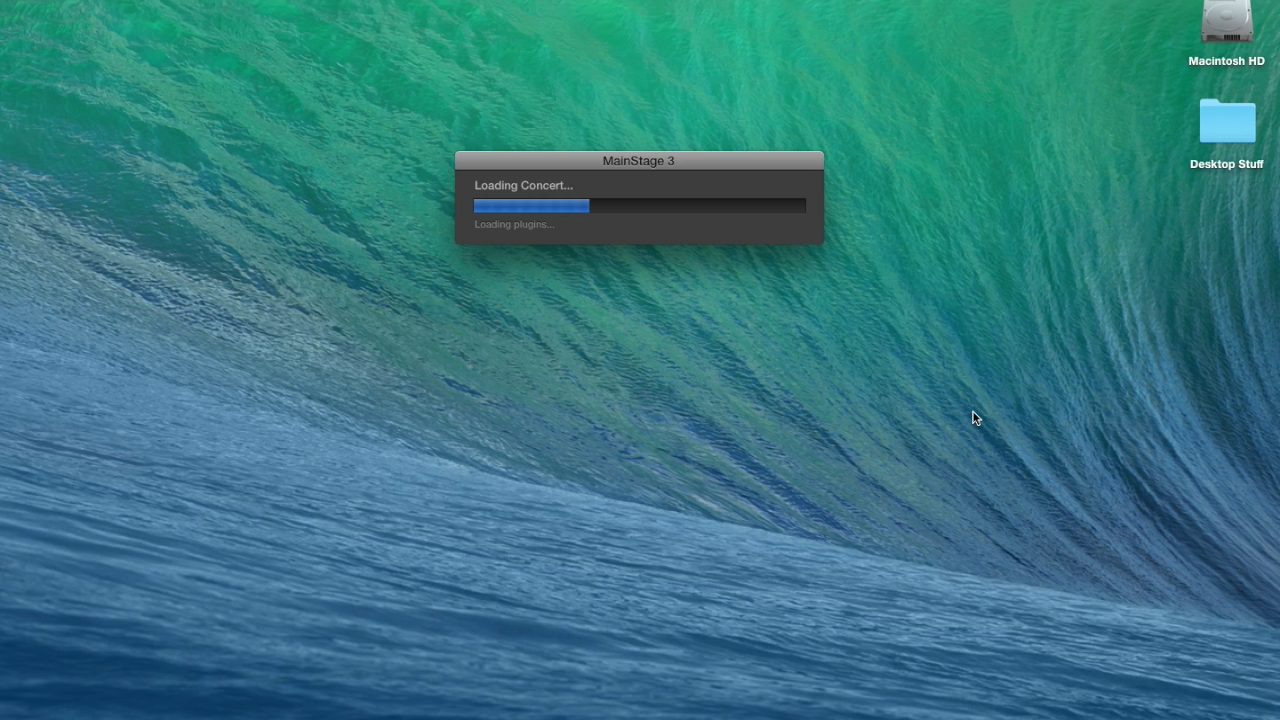 Macintosh HD
Desktop Stuff
MainStage 3
Loading Concert...
Loading plugins...